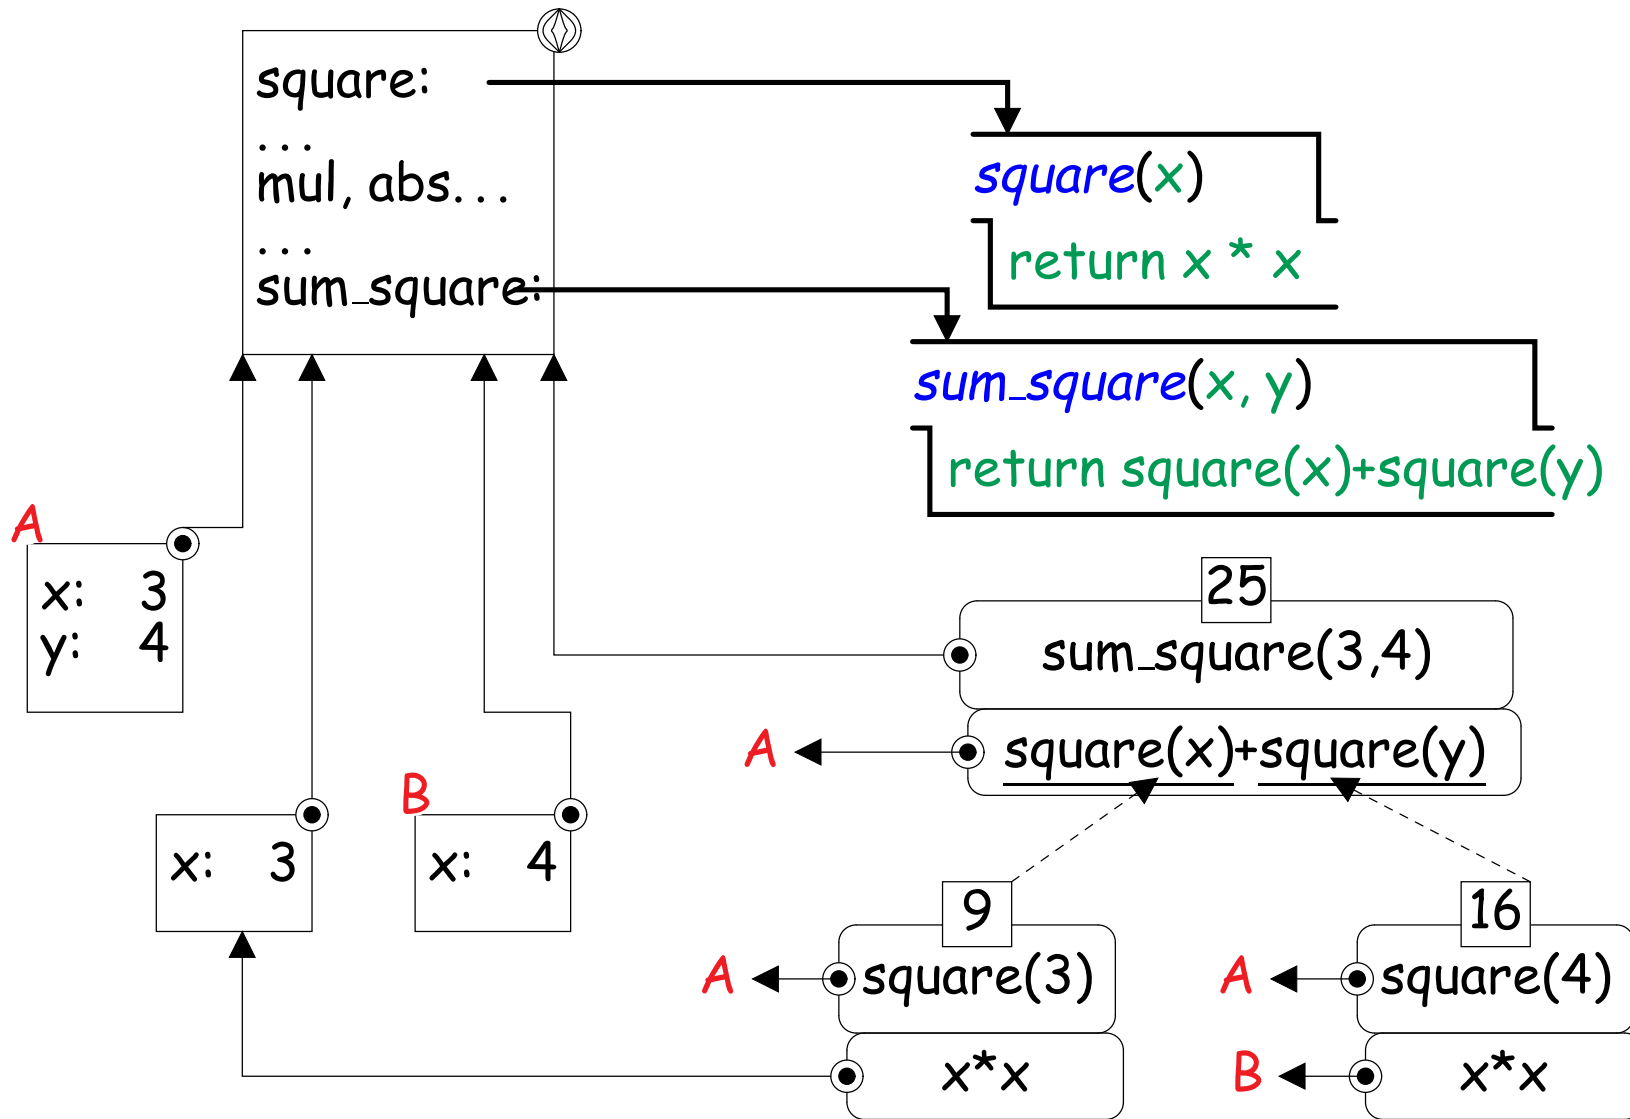 square:
...
mul, abs...
...
sum_square:
square(x)
return x * x
sum_square(x, y)
return square(x)+square(y)
A
x: 3
y: 4
25
sum_square(3,4)
A
square(x)+square(y)
x: 3
B
x: 4
9
A
square(3)
x*x
16
A
square(4)
B
x*x